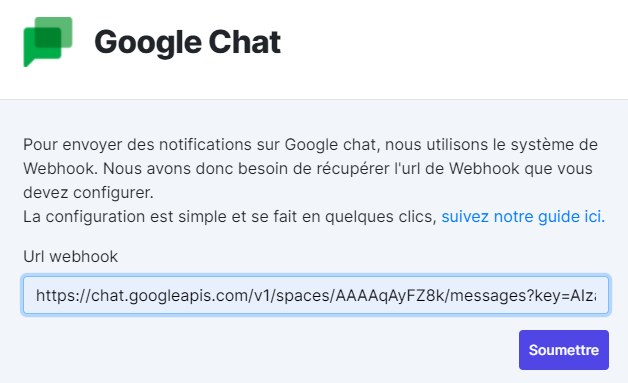 Google Chat
Pour envoyer des notifications sur Google chat, nous utilisons le système de
Webhook. Nous avons donc besoin de récupérer l'url de Webhook que vous
devez configurer.
La configuration est simple et se fait en quelques clics, suivez notre guide ici.
Url webhook
https://chat.googleapis.com/v1/spaces/AAAAqAyFZ8k/messages?key=AIza
Soumettre